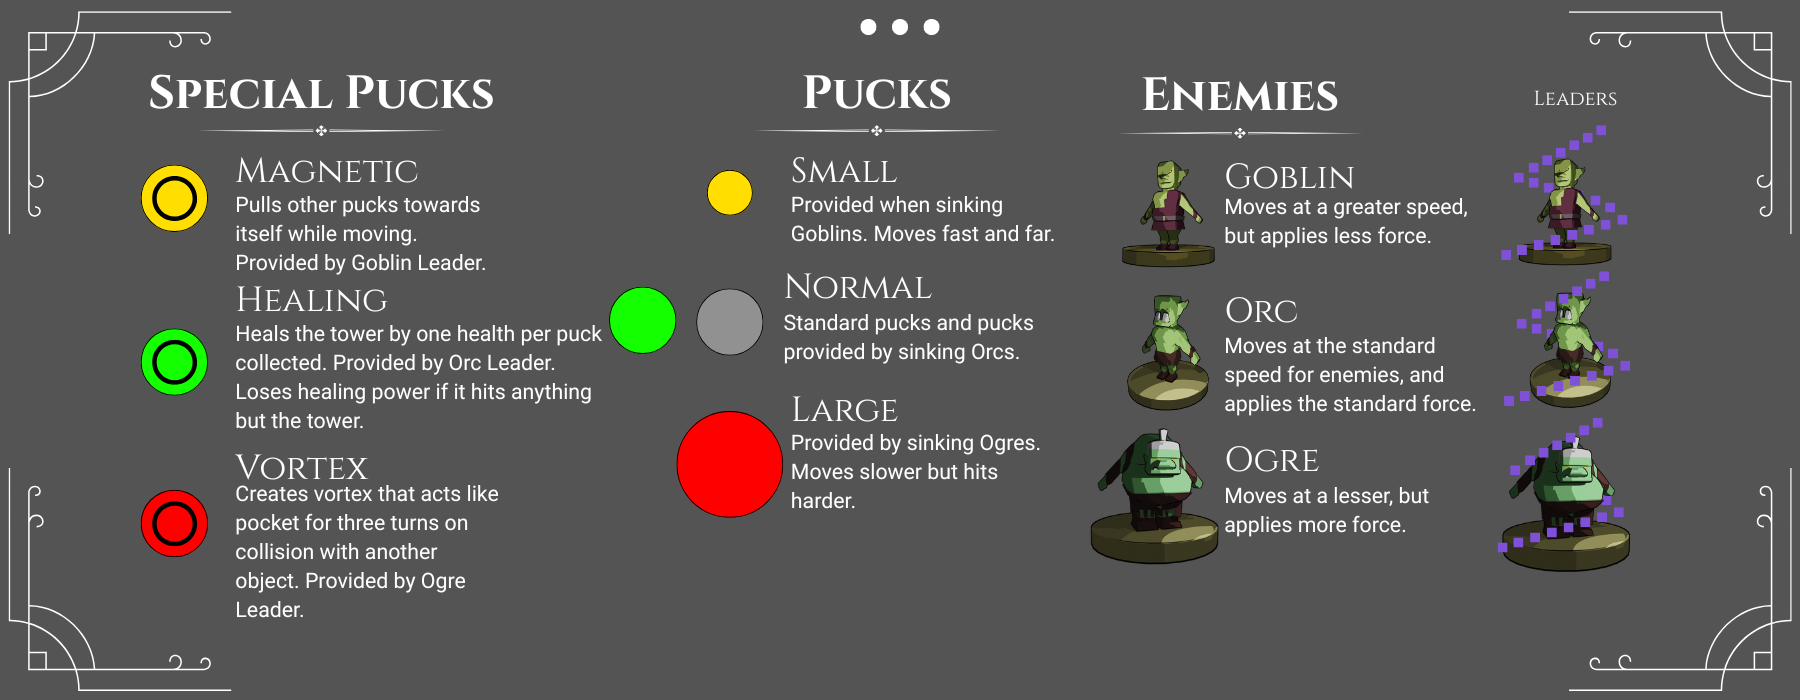 Special Pucks
Magnetic
Pulls other pucks towards
itself while moving.
Provided by Goblin Leader.
Healing
Heals the tower by one health per puck
collected. Provided by Orc Leader.
Loses healing power if it hits anything
but the tower.
Vortex
Creates vortex that acts like
pocket for three turns on
collision with another
object. Provided by Ogre
Leader.
Pucks
Small
Provided when sinking
Goblins. Moves fast and far.
Normal
Standard pucks and pucks
provided by sinking Orcs.
Large
Provided by sinking Ogres.
Moves slower but hits
harder.
Enemies
Goblin
Moves at a greater speed,
but applies less force.
Orc
Moves at the standard
speed for enemies, and
applies the standard force.
Ogre
Moves at a lesser, but
applies more force.
Leaders